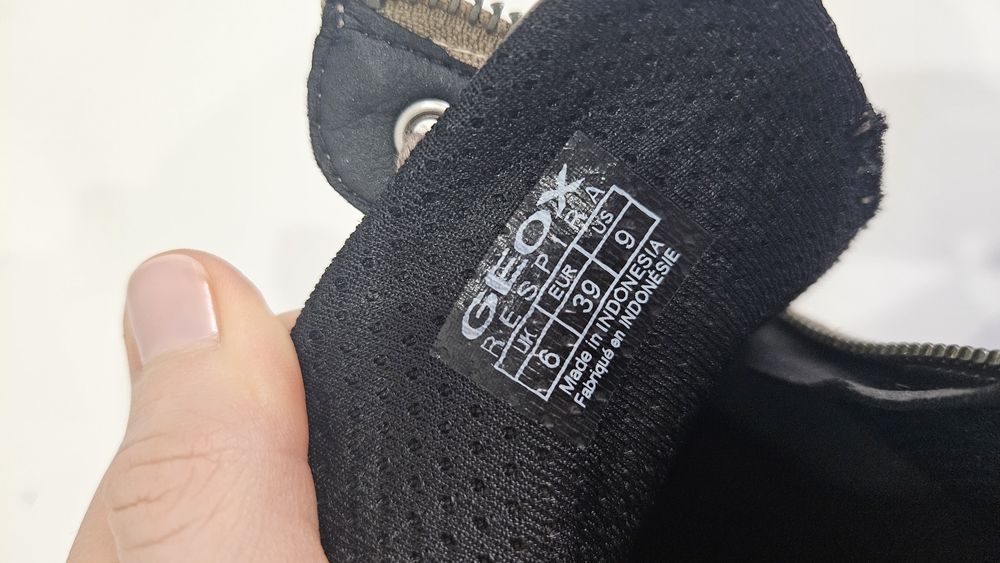 GEOX
RESPIRA
UK EUR US
6 39 9
Made in INDONESIA
Fabriqué en INDONÉSIE